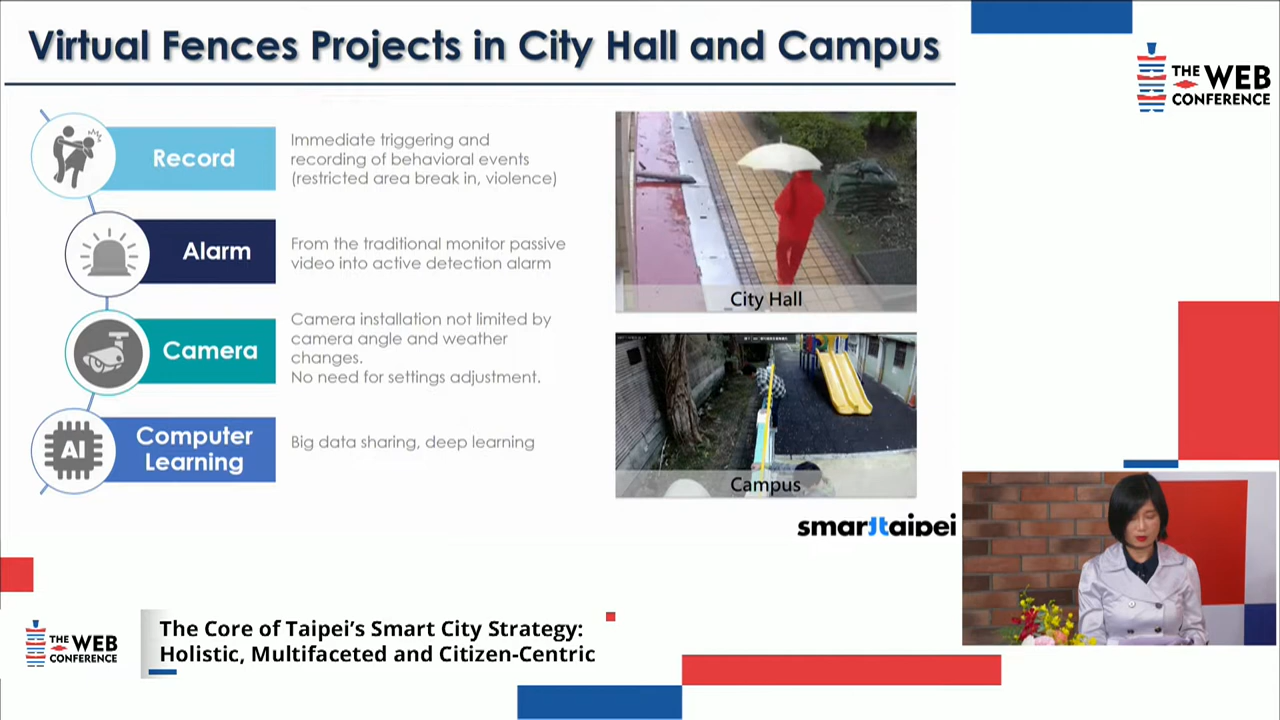 Virtual Fences Projects in City Hall and Campus
THE WEB
CONFERENCE
Record
Immediate triggering and
recording of behavioral events
(restricted area break in, violence)
Alarm
From the traditional monitor passive
video into active detection alarm
Camera
Camera installation not limited by
camera angle and weather
changes.
No need for settings adjustment.
AI
Computer
Learning
Big data sharing, deep learning
City Hall
Campus
smarttaipei
THE WEB
CONFERENCE
The Core of Taipei’s Smart City Strategy:
Holistic, Multifaceted and Citizen-Centric